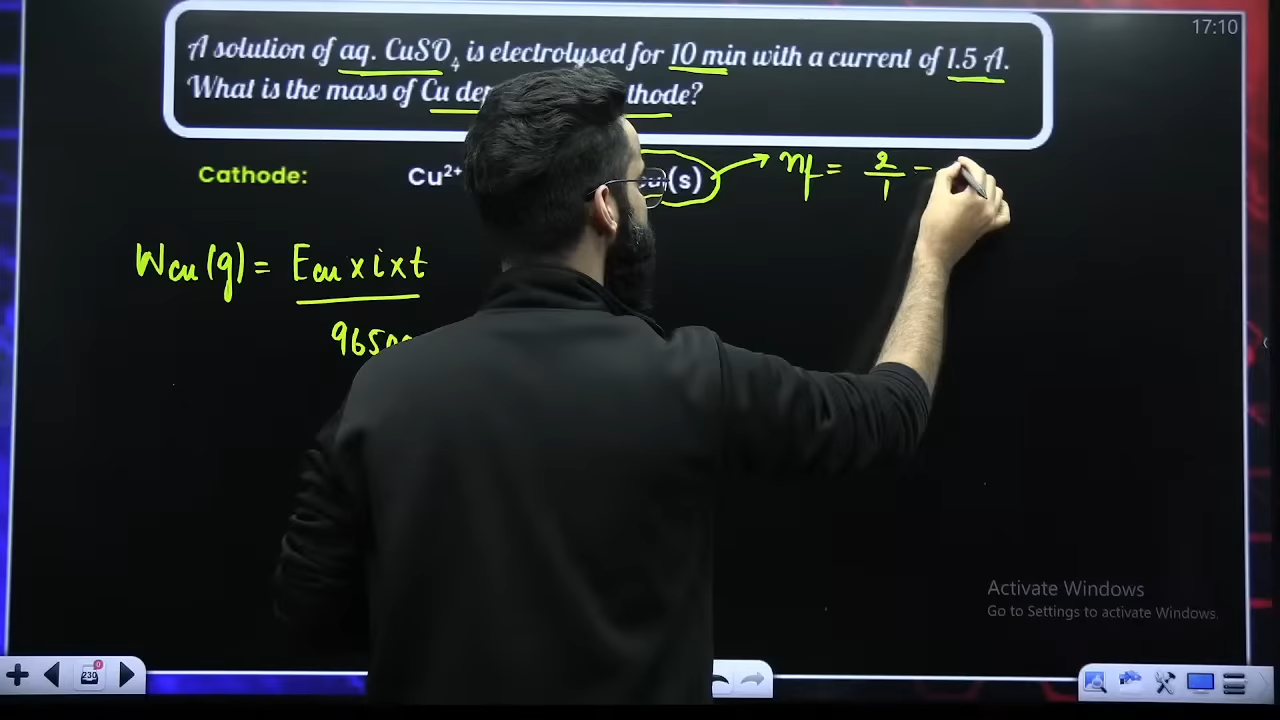 17:10
A solution of aq. CuSO₄ is electrolysed for 10 min with a current of 1.5 A.
What is the mass of Cu thode?
Cathode: Cu²⁺ (s) nf = 2/1 =
Wcu(g) = Ecu x i x t
Activate Windows
Go to Settings to activate Windows.
230